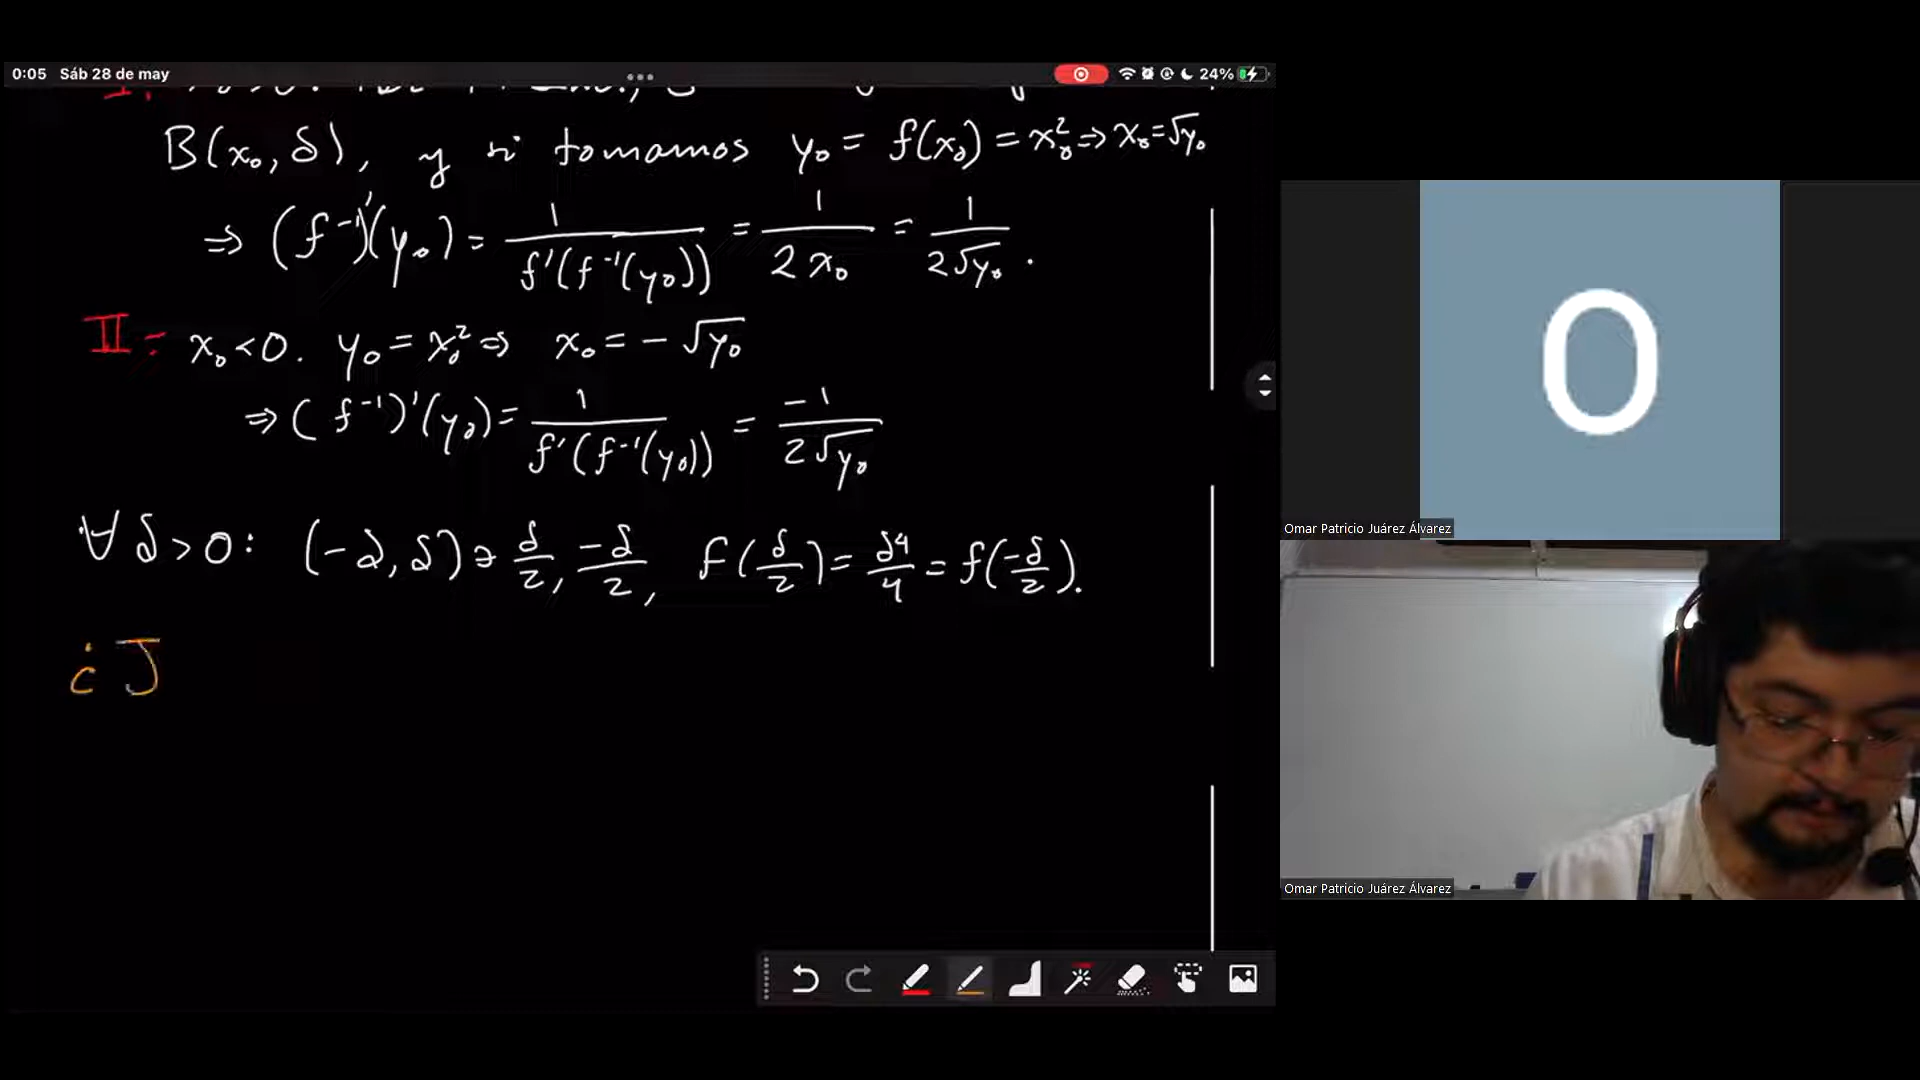 0:05 Sáb 28 de may
24%
I:
B(x₀, δ), y si tomamos y₀ = f(x₀) = x₀² ⇒ x₀ = √y₀
⇒ (f⁻¹)'(y₀) = 1 / f'(f⁻¹(y₀)) = 1 / 2x₀ = 1 / 2√y₀ .
II: x₀ < 0. y₀ = x₀² ⇒ x₀ = - √y₀
⇒ (f⁻¹)'(y₀) = 1 / f'(f⁻¹(y₀)) = -1 / 2√y₀
∀ δ > 0: (-δ, δ) ∍ δ/2, -δ/2, f(δ/2) = δ⁴/4 = f(-δ/2).
¿J
O
Omar Patricio Juárez Álvarez
Omar Patricio Juárez Álvarez